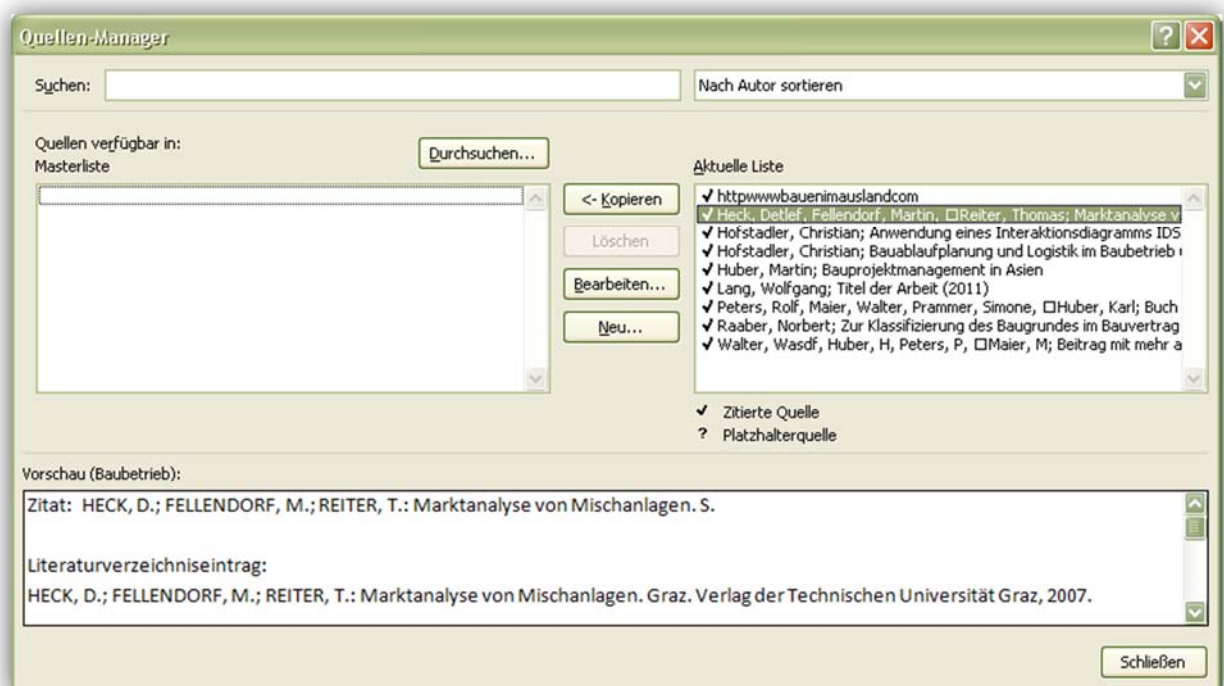 Quellen-Manager
Suchen:
Nach Autor sortieren
Quellen verfügbar in:
Masterliste
Durchsuchen...
Aktuelle Liste
<- Kopieren
Löschen
Bearbeiten...
Neu...
✓ httpwwwbauenimauslandcom
✓ Heck, Detlef, Fellendorf, Martin, □Reiter, Thomas; Marktanalyse v
✓ Hofstadler, Christian; Anwendung eines Interaktionsdiagramms IDS
✓ Hofstadler, Christian; Bauablaufplanung und Logistik im Baubetrieb
✓ Huber, Martin; Bauprojektmanagement in Asien
✓ Lang, Wolfgang; Titel der Arbeit (2011)
✓ Peters, Rolf, Maier, Walter, Prammer, Simone, □Huber, Karl; Buch
✓ Raaber, Norbert; Zur Klassifizierung des Baugrundes im Bauvertrag
✓ Walter, Wasdf, Huber, H, Peters, P, □Maier, M; Beitrag mit mehr a
✓ Zitierte Quelle
? Platzhalterquelle
Vorschau (Baubetrieb):
Zitat: HECK, D.; FELLENDORF, M.; REITER, T.: Marktanalyse von Mischanlagen. S.
Literaturverzeichniseintrag:
HECK, D.; FELLENDORF, M.; REITER, T.: Marktanalyse von Mischanlagen. Graz. Verlag der Technischen Universität Graz, 2007.
Schließen